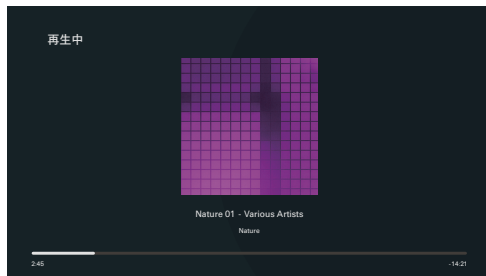 再生中
Nature 01 - Various Artists
Nature
2:45
-14:21